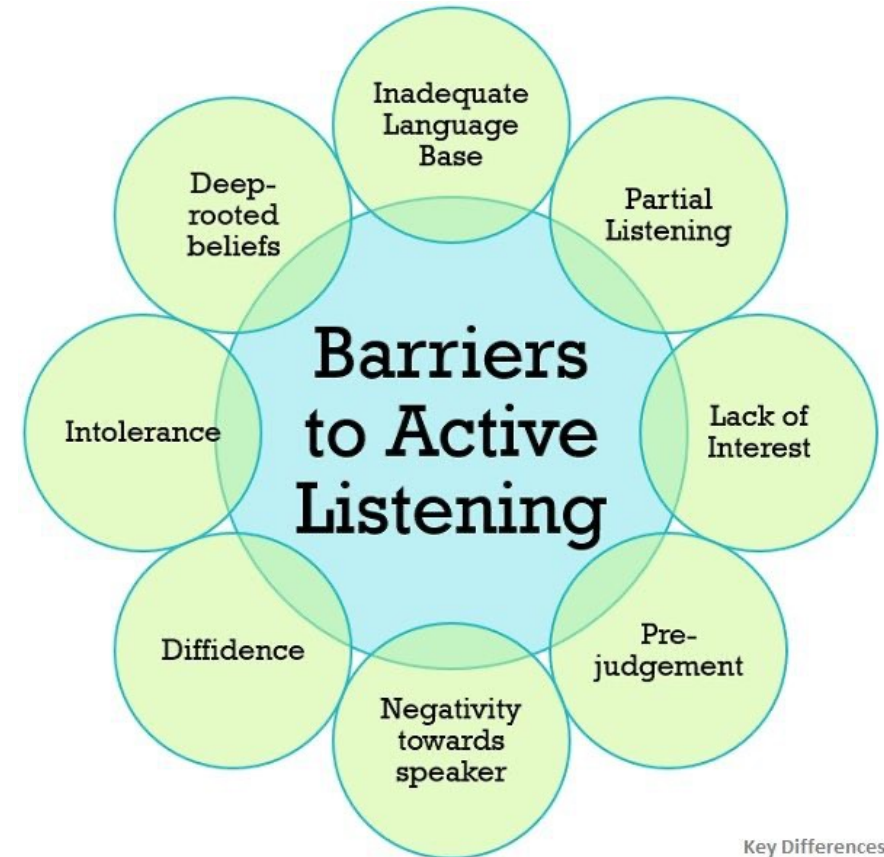 Inadequate
Language
Base
Partial
Listening
Lack of
Interest
Pre-
judgement
Negativity
towards
speaker
Diffidence
Intolerance
Deep-
rooted
beliefs
Barriers
to Active
Listening
Key Differences